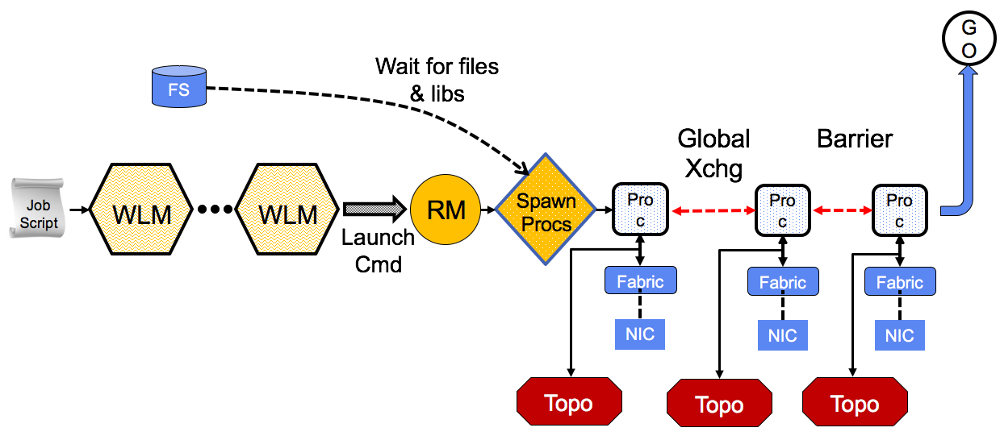 G
O
Wait for files
& libs
FS
Global
Xchg
Barrier
Job
Script
WLM
WLM
Launch
Cmd
RM
Spawn
Procs
Pro
c
Pro
c
Pro
c
Fabric
Fabric
Fabric
NIC
NIC
NIC
Topo
Topo
Topo